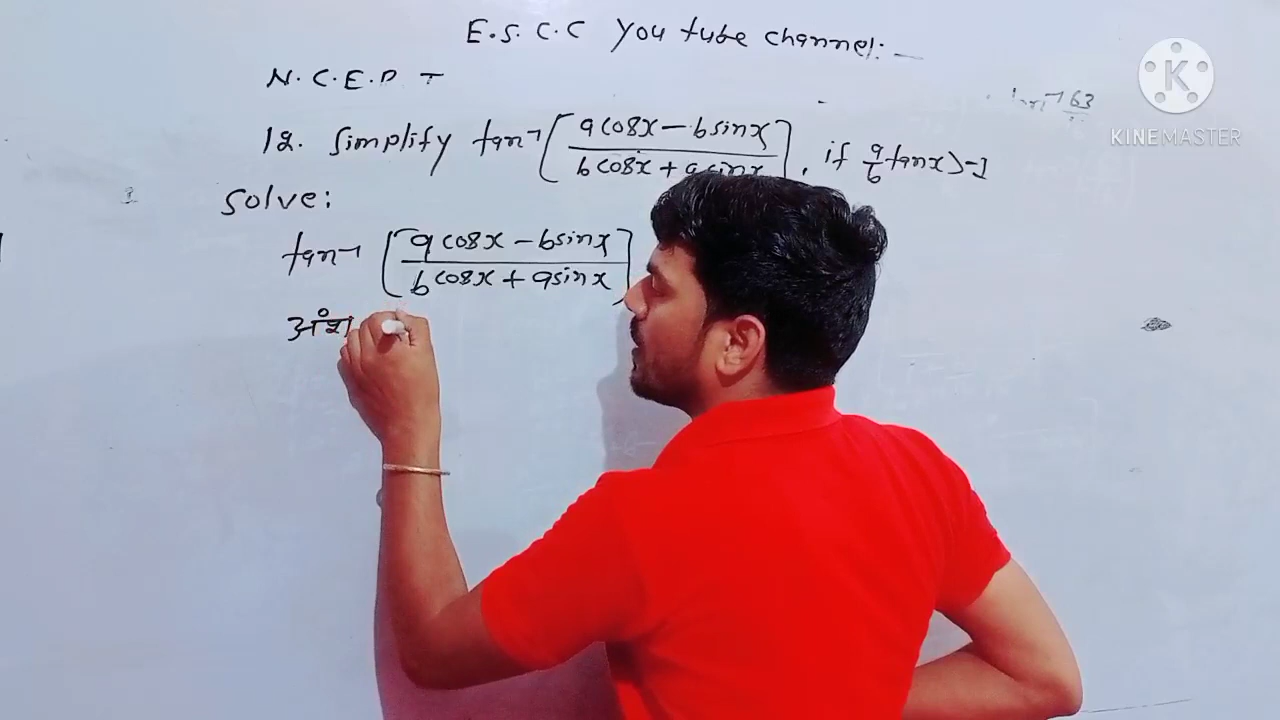 E.S. C.C You tube channel:-
N.C.E.R T
12. Simplify tan⁻¹ [ a cosx - b sinx / b cosx + a sinx ], if a/b tanx > -1
Solve:
tan⁻¹ [ a cosx - b sinx / b cosx + a sinx ]
अंश
KINEMASTER